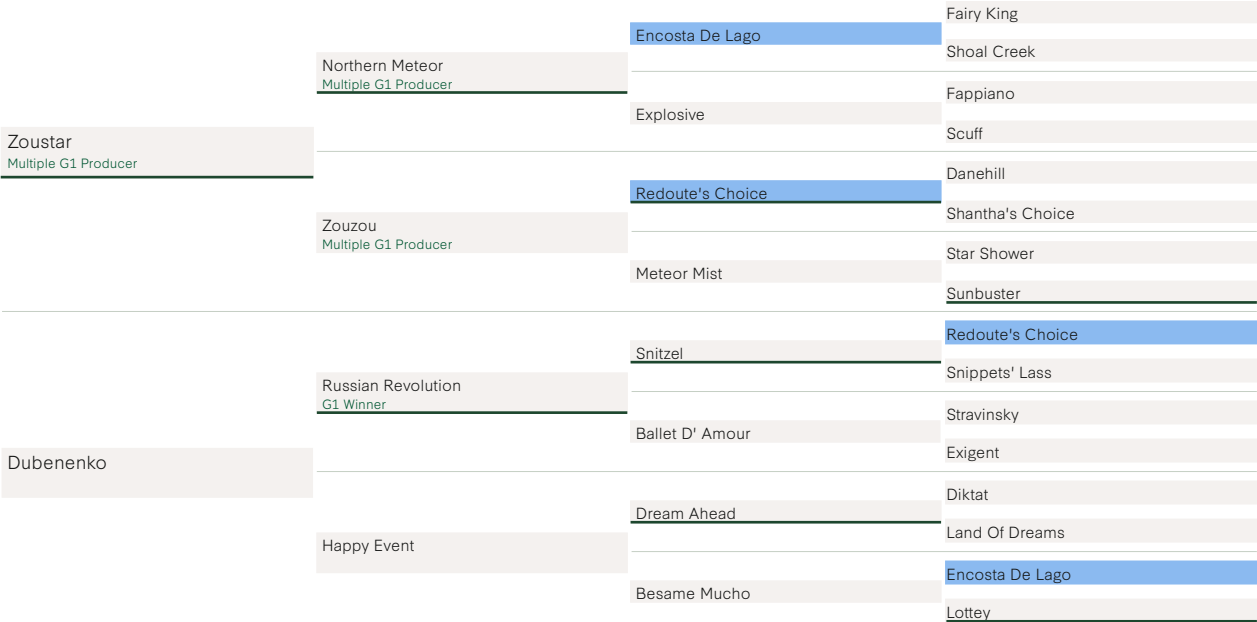 Zoustar
Multiple G1 Producer
Northern Meteor
Multiple G1 Producer
Encosta De Lago
Fairy King
Shoal Creek
Explosive
Fappiano
Scuff
Zouzou
Multiple G1 Producer
Redoute's Choice
Danehill
Shantha's Choice
Meteor Mist
Star Shower
Sunbuster
Dubenenko
Russian Revolution
G1 Winner
Snitzel
Redoute's Choice
Snippets' Lass
Ballet D' Amour
Stravinsky
Exigent
Happy Event
Dream Ahead
Diktat
Land Of Dreams
Besame Mucho
Encosta De Lago
Lottey